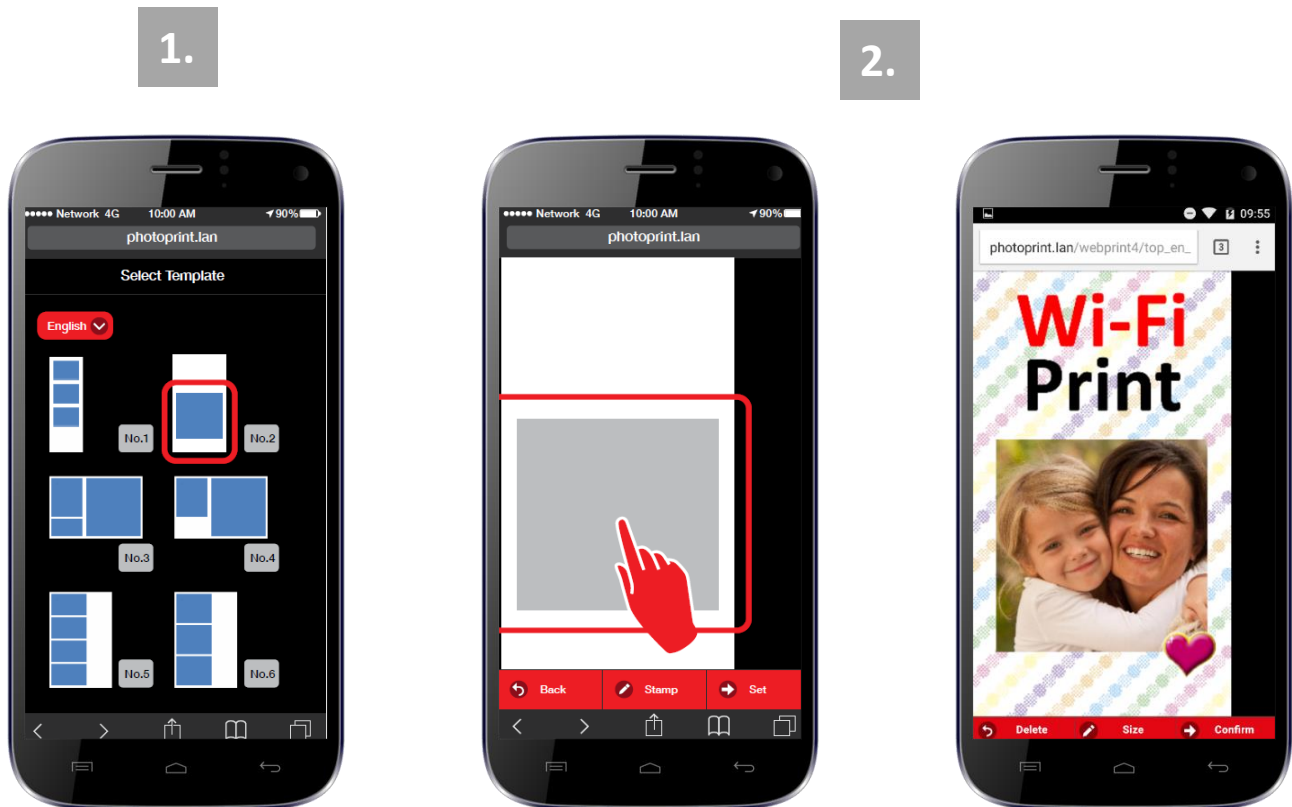 1.
2.
Network 4G 10:00 AM 90%
photoprint.lan
Select Template
English
No.1
No.2
No.3
No.4
No.5
No.6
Network 4G 10:00 AM 90%
photoprint.lan
Back Stamp Set
09:55
photoprint.lan/webprint4/top_en_ 3
Wi-Fi
Print
Delete Size Confirm